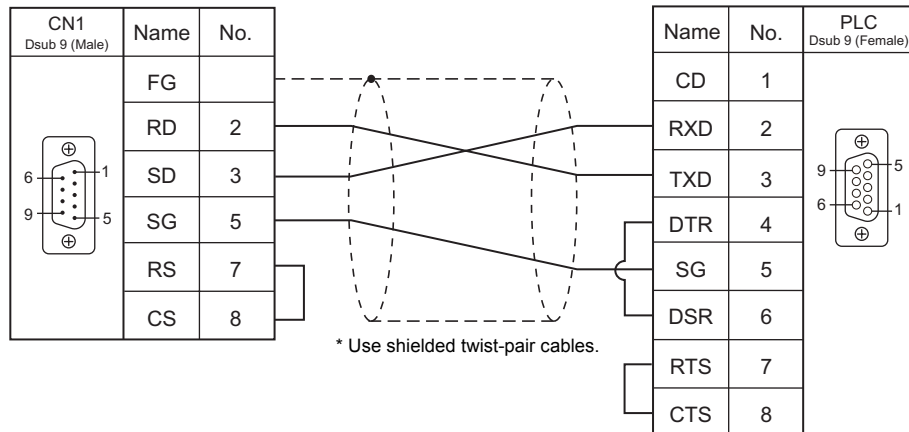 CN1
Dsub 9 (Male)
Name
No.
FG
RD 2
SD 3
SG 5
RS 7
CS 8
6
1
9
5
* Use shielded twist-pair cables.
Name
No.
PLC
Dsub 9 (Female)
CD 1
RXD 2
TXD 3
DTR 4
SG 5
DSR 6
RTS 7
CTS 8
9
5
6
1